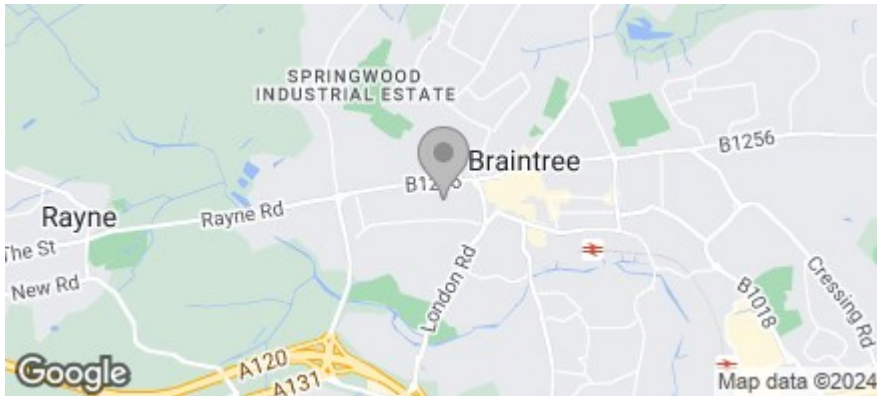 SPRINGWOOD
INDUSTRIAL ESTATE
B1256
Braintree
B1256
Rayne
Rayne Rd
The St
New Rd
London Rd
B1018
Cressing Rd
A120
A131
Google
Map data ©2024